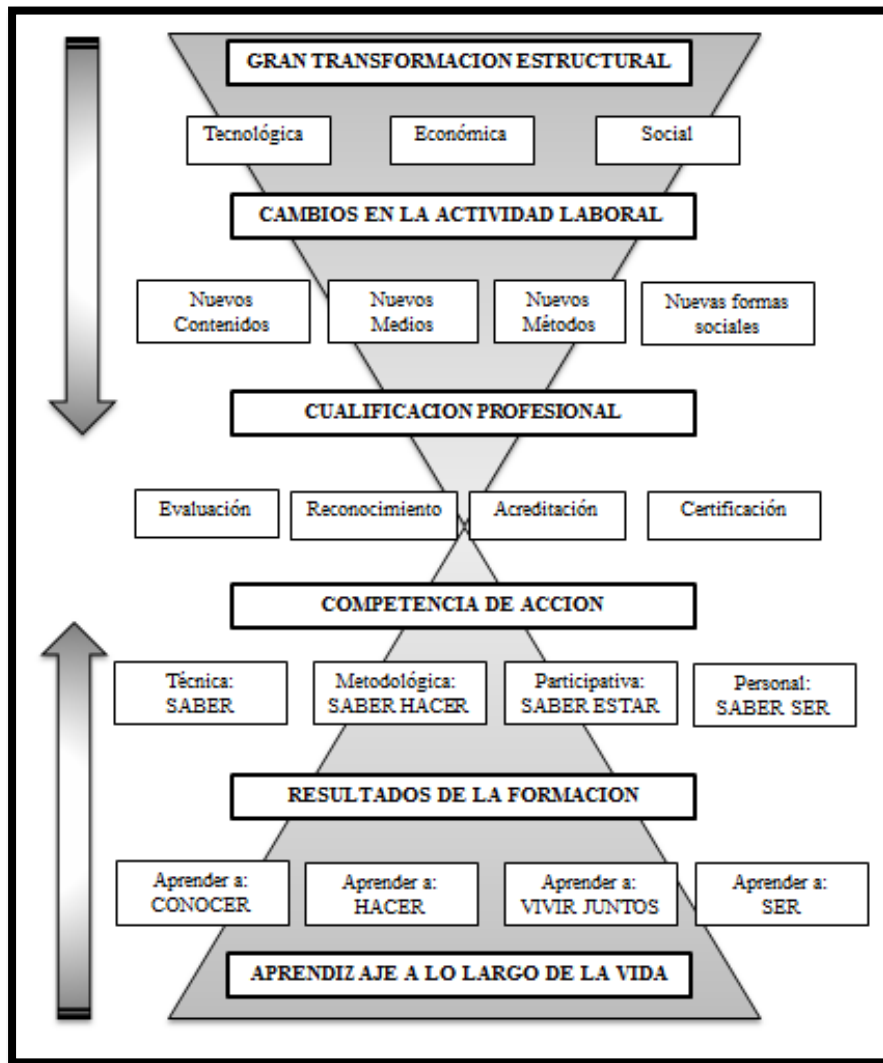 GRAN TRANSFORMACION ESTRUCTURAL
Tecnológica
Económica
Social
CAMBIOS EN LA ACTIVIDAD LABORAL
Nuevos
Contenidos
Nuevos
Medios
Nuevos
Métodos
Nuevas formas
sociales
CUALIFICACION PROFESIONAL
Evaluación
Reconocimiento
Acreditación
Certificación
COMPETENCIA DE ACCION
Técnica:
SABER
Metodológica:
SABER HACER
Participativa:
SABER ESTAR
Personal:
SABER SER
RESULTADOS DE LA FORMACION
Aprender a:
CONOCER
Aprender a:
HACER
Aprender a:
VIVIR JUNTOS
Aprender a:
SER
APRENDIZAJE A LO LARGO DE LA VIDA